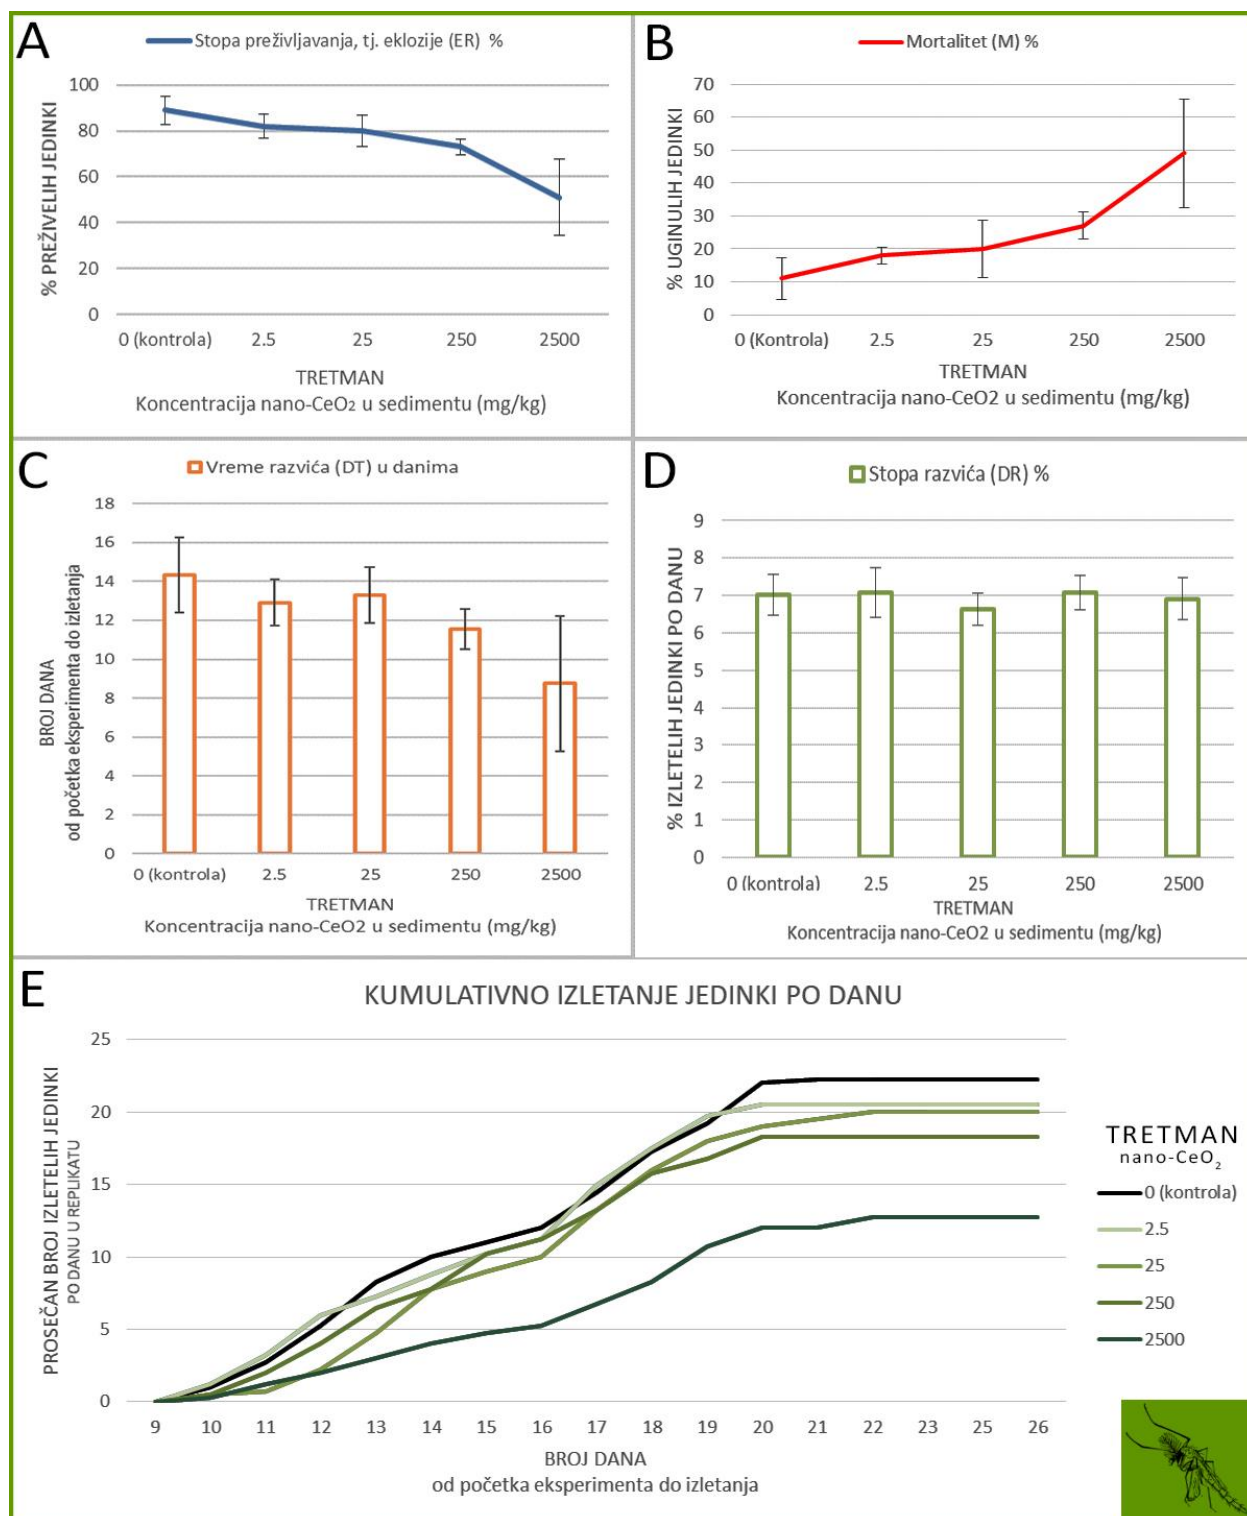 A
Stopa preživljavanja, tj. eklozije (ER) %
% PREŽIVELIH JEDINKI
100
80
60
40
20
0
0 (kontrola) 2.5 25 250 2500
TRETMAN
Koncentracija nano-CeO₂ u sedimentu (mg/kg)
B
Mortalitet (M) %
% UGINULIH JEDINKI
70
60
50
40
30
20
10
0
0 (Kontrola) 2.5 25 250 2500
TRETMAN
Koncentracija nano-CeO2 u sedimentu (mg/kg)
C
Vreme razvića (DT) u danima
BROJ DANA
od početka eksperimenta do izletanja
18
16
14
12
10
8
6
4
2
0
0 (kontrola) 2.5 25 250 2500
TRETMAN
Koncentracija nano-CeO2 u sedimentu (mg/kg)
D
Stopa razvića (DR) %
% IZLETELIH JEDINKI PO DANU
9
8
7
6
5
4
3
2
1
0
0 (kontrola) 2.5 25 250 2500
TRETMAN
Koncentracija nano-CeO2 u sedimentu (mg/kg)
E
KUMULATIVNO IZLETANJE JEDINKI PO DANU
PROSEČAN BROJ IZLETELIH JEDINKI
PO DANU U REPLIKATU
25
20
15
10
5
0
9 10 11 12 13 14 15 16 17 18 19 20 21 22 23 25 26
BROJ DANA
od početka eksperimenta do izletanja
TRETMAN
nano-CeO₂
0 (kontrola)
2.5
25
250
2500